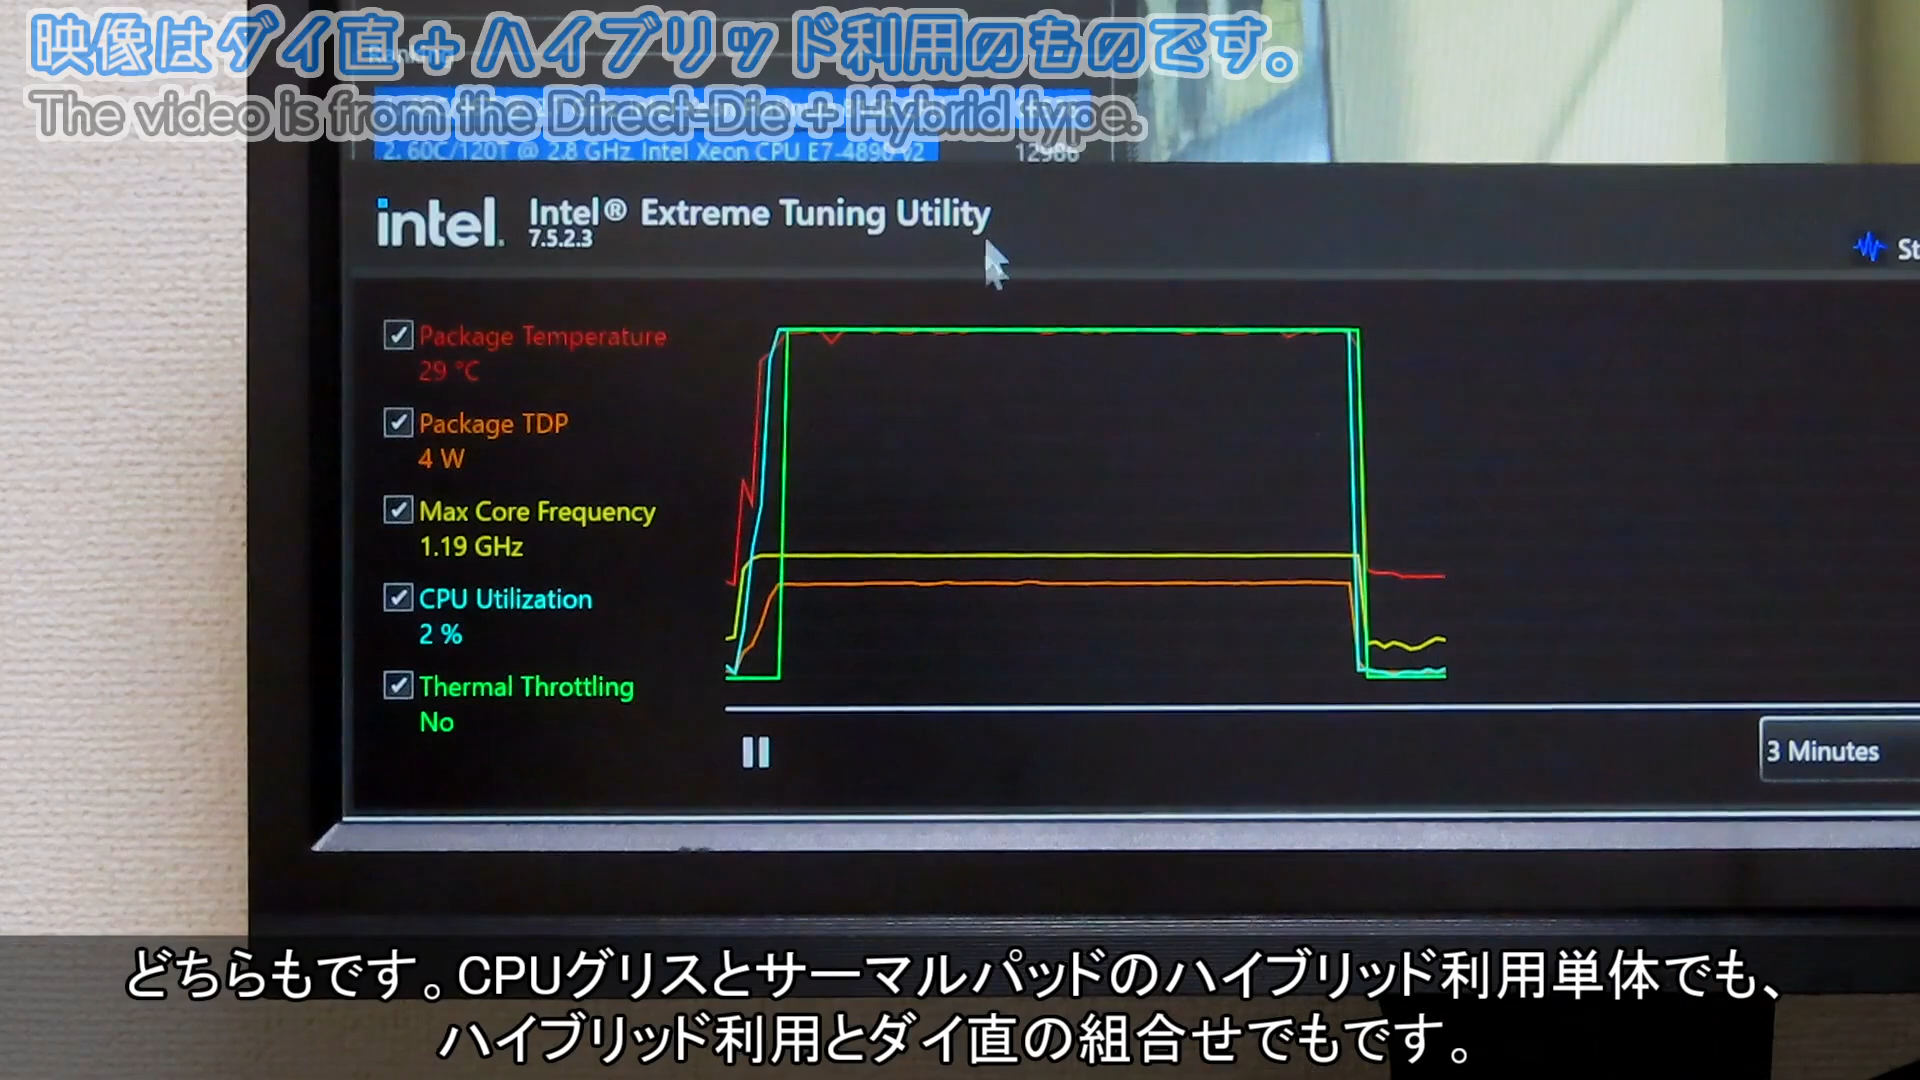 映像はダイ直+ハイブリッド利用のものです。
The video is from the Direct-Die + Hybrid type.
2. 60C/120T @ 2.8 GHz Intel Xeon CPU E7-4890 v2 12986
intel. Intel® Extreme Tuning Utility
7.5.2.3
St
Package Temperature
29 °C
Package TDP
4 W
Max Core Frequency
1.19 GHz
CPU Utilization
2 %
Thermal Throttling
No
3 Minutes
どちらもです。CPUグリスとサーマルパッドのハイブリッド利用単体でも、
ハイブリッド利用とダイ直の組合せでもです。